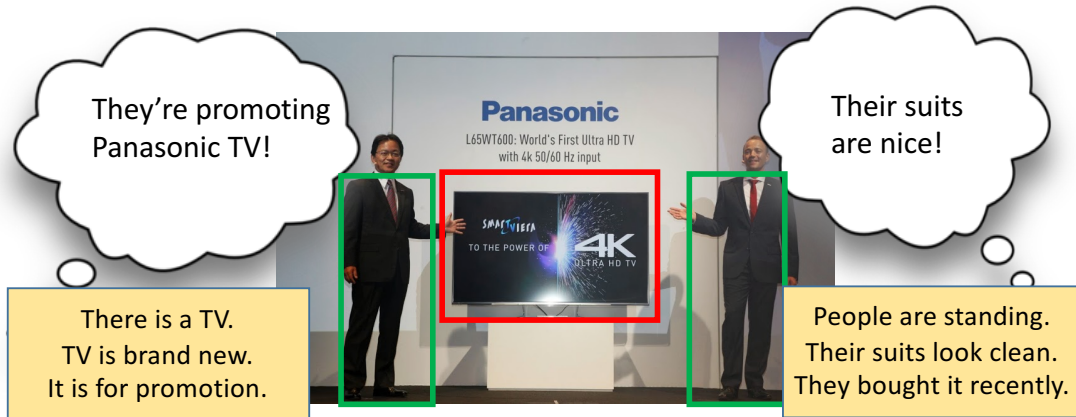 They’re promoting
Panasonic TV!
Their suits
are nice!
Panasonic
L65WT600: World's First Ultra HD TV
with 4k 50/60 Hz input
SMART VIERA
TO THE POWER OF
4K
ULTRA HD TV
There is a TV.
TV is brand new.
It is for promotion.
People are standing.
Their suits look clean.
They bought it recently.